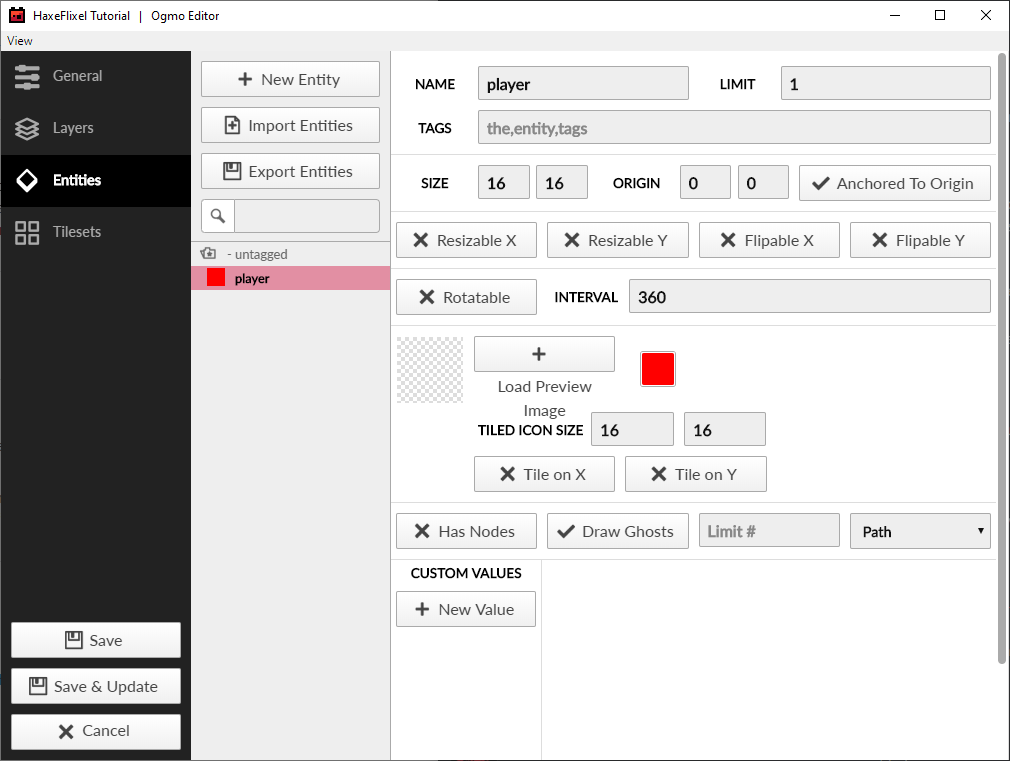 HaxeFlixel Tutorial | Ogmo Editor
View
General
Layers
Entities
Tilesets
Save
Save & Update
Cancel
New Entity
Import Entities
Export Entities
- untagged
player
NAME player LIMIT 1
TAGS the,entity,tags
SIZE 16 16 ORIGIN 0 0 Anchored To Origin
Resizable X Resizable Y Flipable X Flipable Y
Rotatable INTERVAL 360
Load Preview
Image
TILED ICON SIZE 16 16
Tile on X Tile on Y
Has Nodes Draw Ghosts Limit # Path
CUSTOM VALUES
New Value